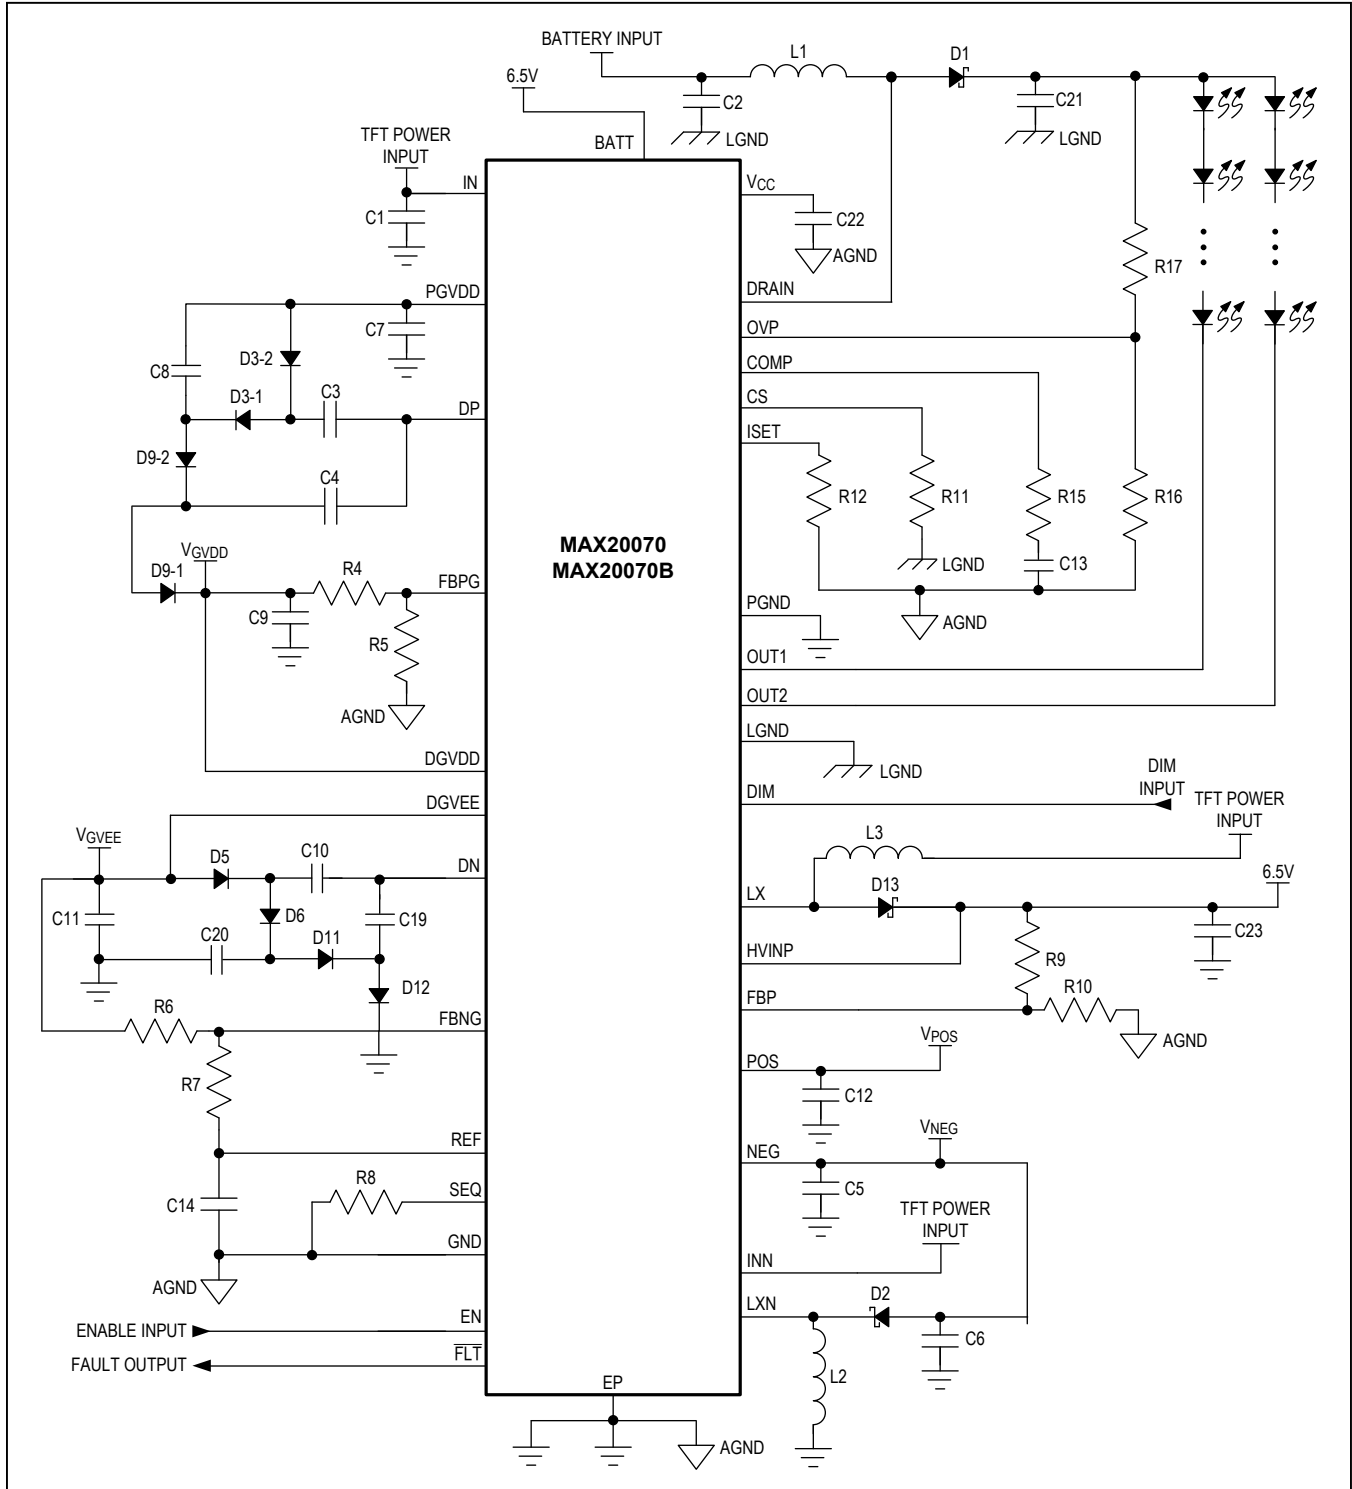 BATTERY INPUT
L1
D1
6.5V
C2
C21
LGND
LGND
TFT POWER
INPUT
BATT
IN
VCC
C1
C22
AGND
R17
PGVDD
DRAIN
C7
OVP
D3-2
C8
COMP
D3-1
C3
DP
CS
ISET
D9-2
C4
R12
R11
R15
R16
MAX20070
MAX20070B
VGVDD
D9-1
R4
FBPG
LGND
C13
C9
R5
PGND
AGND
OUT1
AGND
OUT2
DGVDD
LGND
LGND
DIM
INPUT
DGVEE
DIM
TFT POWER
INPUT
VGVEE
D5
C10
DN
L3
LX
D13
6.5V
C11
D6
C19
C20
D11
C23
HVINP
R9
D12
R10
R6
FBNG
FBP
AGND
R7
VPOS
POS
C12
REF
VNEG
NEG
R8
SEQ
C5
C14
TFT POWER
INPUT
GND
INN
AGND
D2
LXN
ENABLE INPUT
EN
C6
FAULT OUTPUT
FLT
L2
EP
AGND